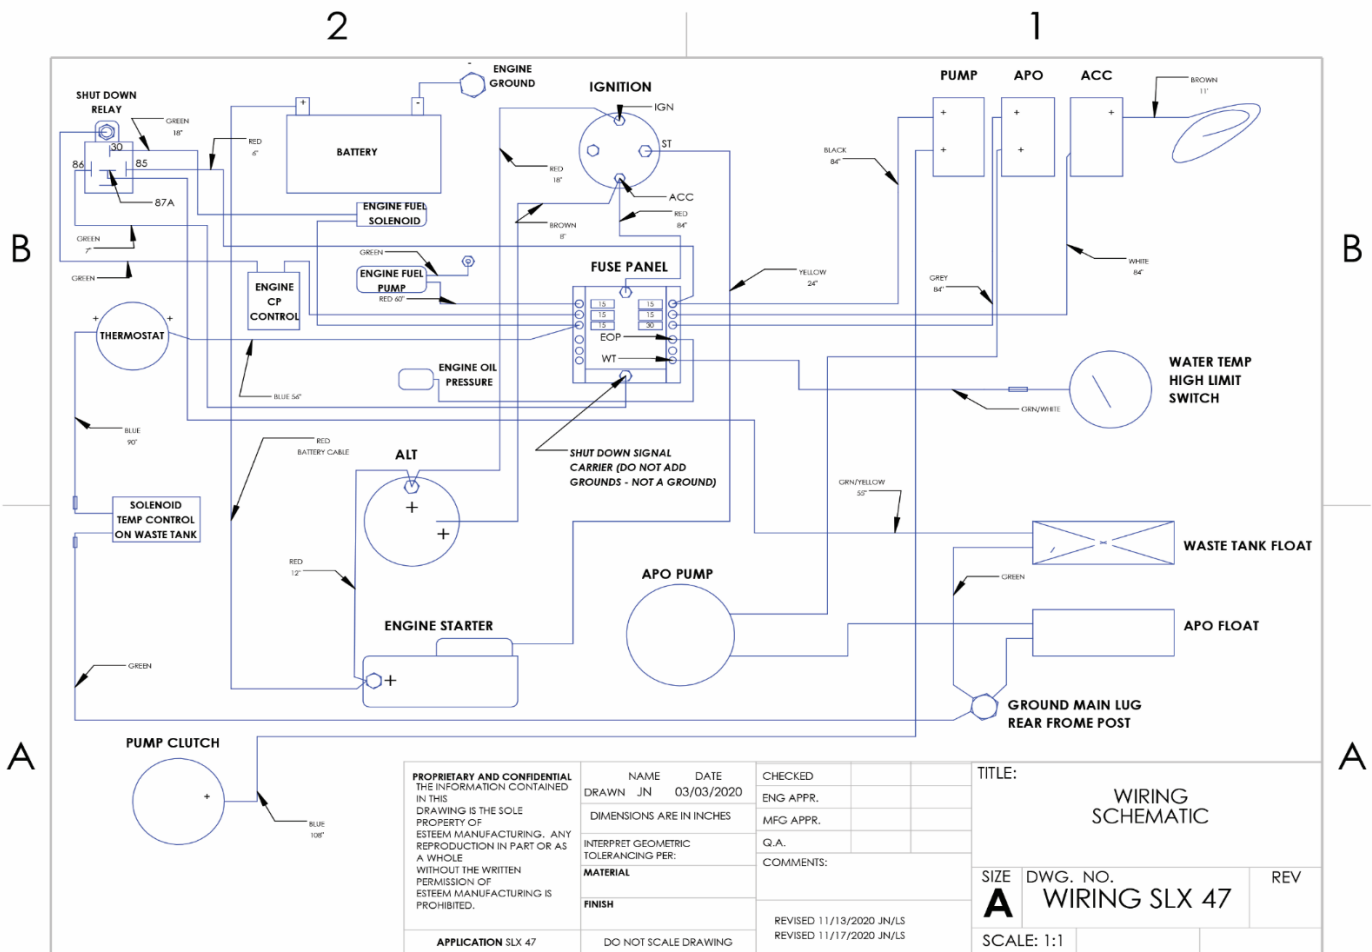 2
1
ENGINE
GROUND
SHUT DOWN
RELAY
GREEN
18"
RED
6"
30
86
85
87A
GREEN
7"
GREEN
+
-
BATTERY
IGNITION
IGN
ST
ACC
RED
18"
BROWN
8"
RED
84"
PUMP
APO
ACC
+
+
+
+
+
BROWN
11'
BLACK
84"
GREY
84"
WHITE
84"
YELLOW
24"
B
B
ENGINE FUEL
SOLENOID
GREEN
ENGINE FUEL
PUMP
RED 60"
ENGINE
CP
CONTROL
FUSE PANEL
15
15
15
15
15
30
EOP
WT
+
+
THERMOSTAT
BLUE 56"
ENGINE OIL
PRESSURE
WATER TEMP
HIGH LIMIT
SWITCH
GRN/WHITE
BLUE
90"
RED
BATTERY CABLE
ALT
+
+
SHUT DOWN SIGNAL
CARRIER (DO NOT ADD
GROUNDS - NOT A GROUND)
GRN/YELLOW
55"
SOLENOID
TEMP CONTROL
ON WASTE TANK
WASTE TANK FLOAT
RED
12"
APO PUMP
GREEN
ENGINE STARTER
+
APO FLOAT
GREEN
GROUND MAIN LUG
REAR FROME POST
PUMP CLUTCH
+
BLUE
108"
A
A
PROPRIETARY AND CONFIDENTIAL
THE INFORMATION CONTAINED
IN THIS
DRAWING IS THE SOLE
PROPERTY OF
ESTEEM MANUFACTURING. ANY
REPRODUCTION IN PART OR AS
A WHOLE
WITHOUT THE WRITTEN
PERMISSION OF
ESTEEM MANUFACTURING IS
PROHIBITED.
APPLICATION SLX 47
NAME DATE
DRAWN JN 03/03/2020
DIMENSIONS ARE IN INCHES
INTERPRET GEOMETRIC
TOLERANCING PER:
MATERIAL
FINISH
DO NOT SCALE DRAWING
CHECKED
ENG APPR.
MFG APPR.
Q.A.
COMMENTS:
REVISED 11/13/2020 JN/LS
REVISED 11/17/2020 JN/LS
TITLE:
WIRING
SCHEMATIC
SIZE
A
DWG. NO.
WIRING SLX 47
REV
SCALE: 1:1